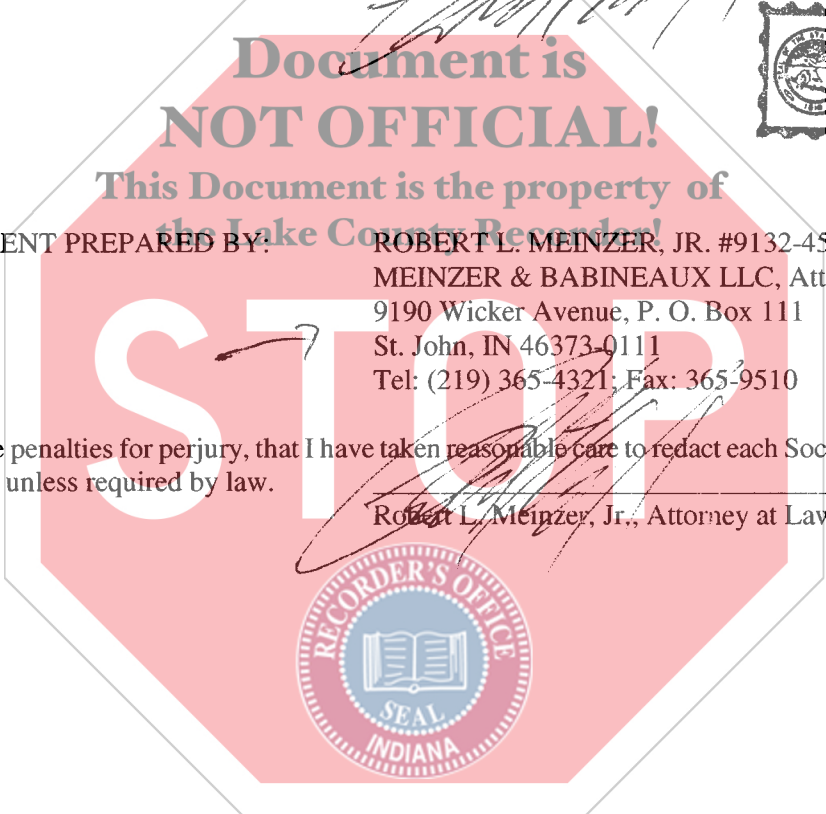 Document is
NOT OFFICIAL!
This Document is the property of
the Lake County Recorder!
ENT PREPARED BY: ROBERT L. MEINZER, JR. #9132-45
MEINZER & BABINEAUX LLC, Att
9190 Wicker Avenue, P. O. Box 111
St. John, IN 46373-0111
Tel: (219) 365-4321; Fax: 365-9510
STOP
e penalties for perjury, that I have taken reasonable care to redact each Soc
unless required by law.
Robert L. Meinzer, Jr., Attorney at Law
RECORDER'S OFFICE
SEAL
INDIANA